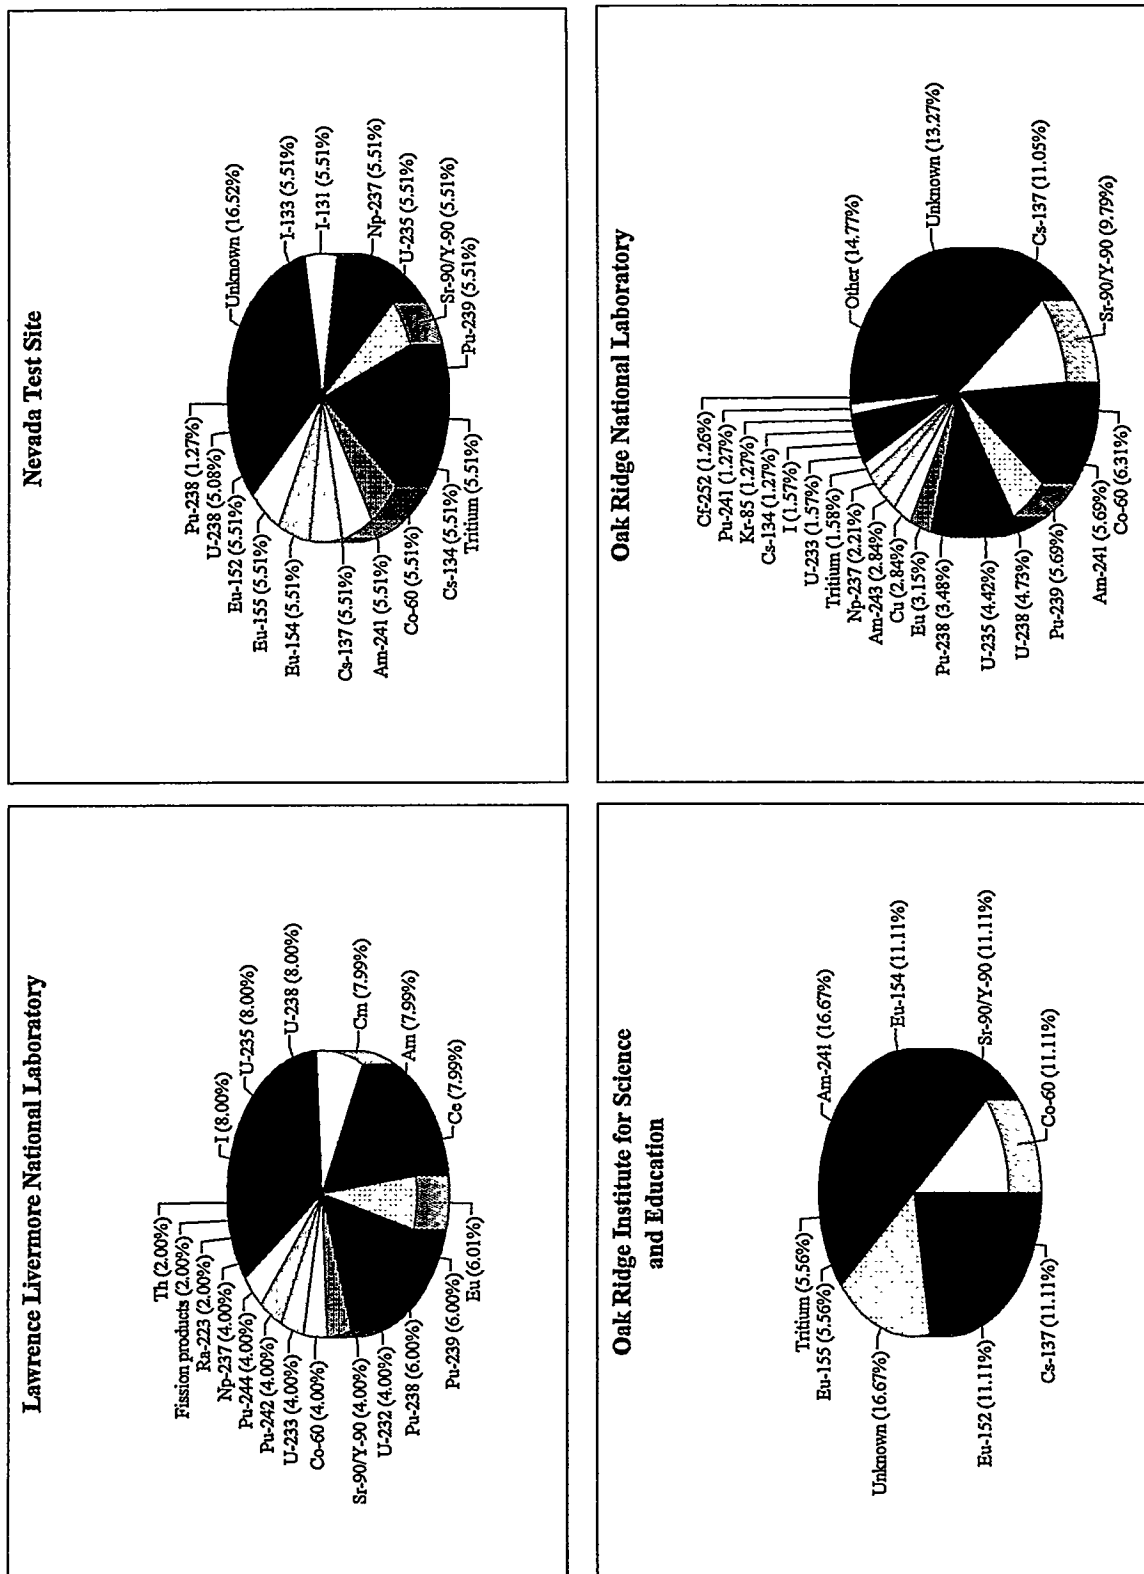 Lawrence Livermore National Laboratory
Th (2.00%)
Fission products (2.00%)
Ra-223 (2.00%)
Np-237 (4.00%)
Pu-244 (4.00%)
Pu-242 (4.00%)
U-233 (4.00%)
Co-60 (4.00%)
Sr-90/Y-90 (4.00%)
U-232 (4.00%)
Pu-238 (6.00%)
Pu-239 (6.00%)
Eu (6.01%)
Ce (7.99%)
Am (7.99%)
Cm (7.99%)
U-238 (8.00%)
U-235 (8.00%)
I (8.00%)
Nevada Test Site
Pu-238 (1.27%)
U-238 (5.08%)
Eu-152 (5.51%)
Eu-155 (5.51%)
Eu-154 (5.51%)
Cs-137 (5.51%)
Am-241 (5.51%)
Co-60 (5.51%)
Cs-134 (5.51%)
Tritium (5.51%)
Pu-239 (5.51%)
Sr-90/Y-90 (5.51%)
U-235 (5.51%)
Np-237 (5.51%)
I-131 (5.51%)
I-133 (5.51%)
Unknown (16.52%)
Oak Ridge Institute for Science
and Education
Tritium (5.56%)
Eu-155 (5.56%)
Unknown (16.67%)
Eu-152 (11.11%)
Cs-137 (11.11%)
Co-60 (11.11%)
Sr-90/Y-90 (11.11%)
Eu-154 (11.11%)
Am-241 (16.67%)
Oak Ridge National Laboratory
Cf-252 (1.26%)
Pu-241 (1.27%)
Kr-85 (1.27%)
Cs-134 (1.27%)
I (1.57%)
U-233 (1.57%)
Tritium (1.58%)
Np-237 (2.21%)
Am-243 (2.84%)
Cu (2.84%)
Eu (3.15%)
Pu-238 (3.48%)
U-235 (4.42%)
U-238 (4.73%)
Pu-239 (5.69%)
Am-241 (5.69%)
Co-60 (6.31%)
Sr-90/Y-90 (9.79%)
Cs-137 (11.05%)
Unknown (13.27%)
Other (14.77%)